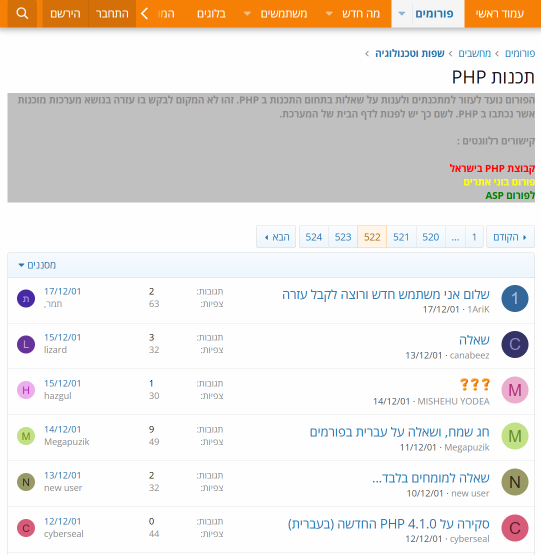 עמוד ראשי
פורומים
מה חדש
משתמשים
בלוגים
התחבר
הירשם
פורומים > מחשבים > שפות וטכנולוגיה >
תכנות PHP
הפורום נועד לעזור למתכנתים ולענות על שאלות בתחום התכנות ב PHP. זהו לא המקום לבקש בו עזרה בנושא מערכות מוכנות
אשר נכתבו ב PHP. לשם כך יש לפנות לדף הבית של המערכת.
קישורים רלוונטים :
קבוצת PHP בישראל
פורום בוני אתרים
לפורום ASP
הקודם 1 ... 520 521 522 523 524 הבא
מסננים
1
שלום אני משתמש חדש ורוצה לקבל עזרה
1AriK · 17/12/01
תגובות: 2
צפיות: 63
17/12/01
תמר,
ת
C
שאלה
canabeez · 13/12/01
תגובות: 3
צפיות: 32
15/12/01
lizard
L
M
???
MISHEHU YODEA · 14/12/01
תגובות: 1
צפיות: 30
15/12/01
hazgul
H
M
חג שמח, ושאלה על עברית בפורמים
Megapuzik · 11/12/01
תגובות: 9
צפיות: 49
14/12/01
Megapuzik
M
N
שאלה למומחים בלבד...
new user · 10/12/01
תגובות: 2
צפיות: 32
13/12/01
new user
N
C
סקירה על PHP 4.1.0 החדשה (בעברית)
cyberseal · 12/12/01
תגובות: 0
צפיות: 44
12/12/01
cyberseal
C